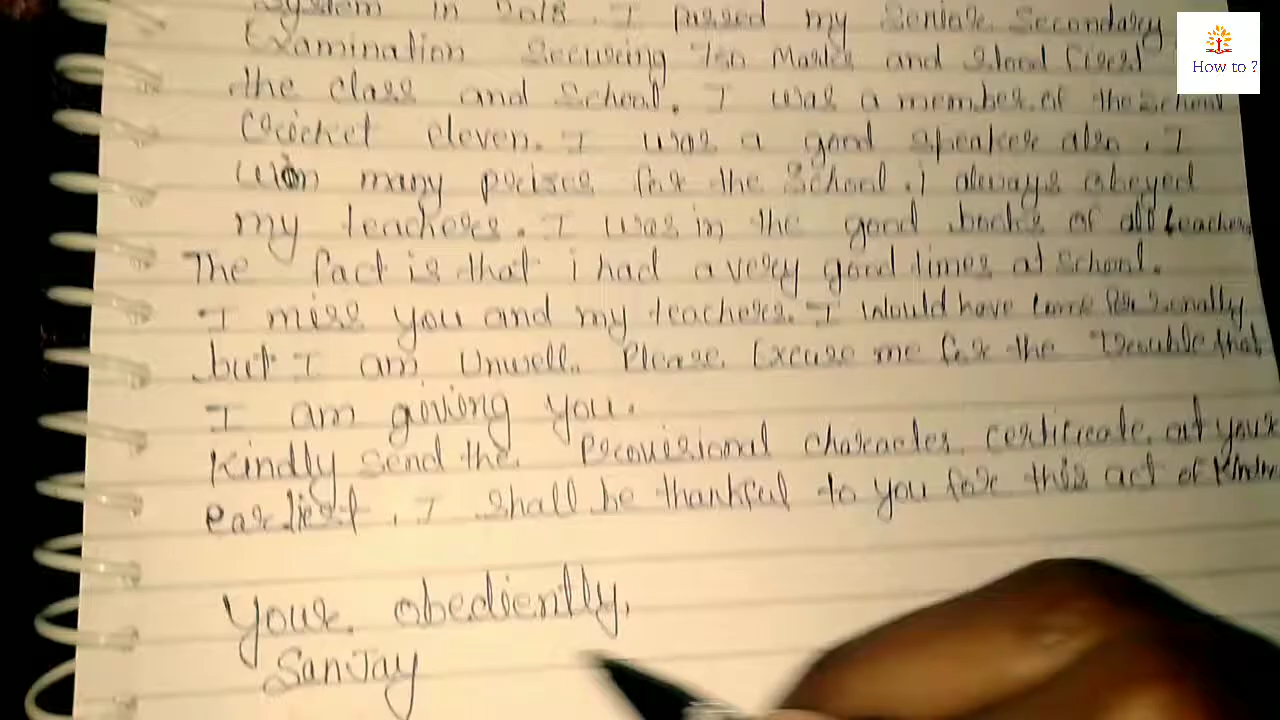 System in 2018. I passed my Senior Secondary
Examination Securing Ten Marks and stood first
the class and School. I was a member of the School
Cricket eleven. I was a good speaker also. I
won many prises for the School. i always obeyed
my teachers. I was in the good books of all teachers
The fact is that i had a very good times at School.
I miss you and my teachers. I would have come Personally
but I am Unwell. Please Excuse me for the Trouble that
I am giving you.
Kindly send the Provisional character certificate at your
earliest. I shall be thankful to you for this act of
Your obediently,
Sanjay
How to ?